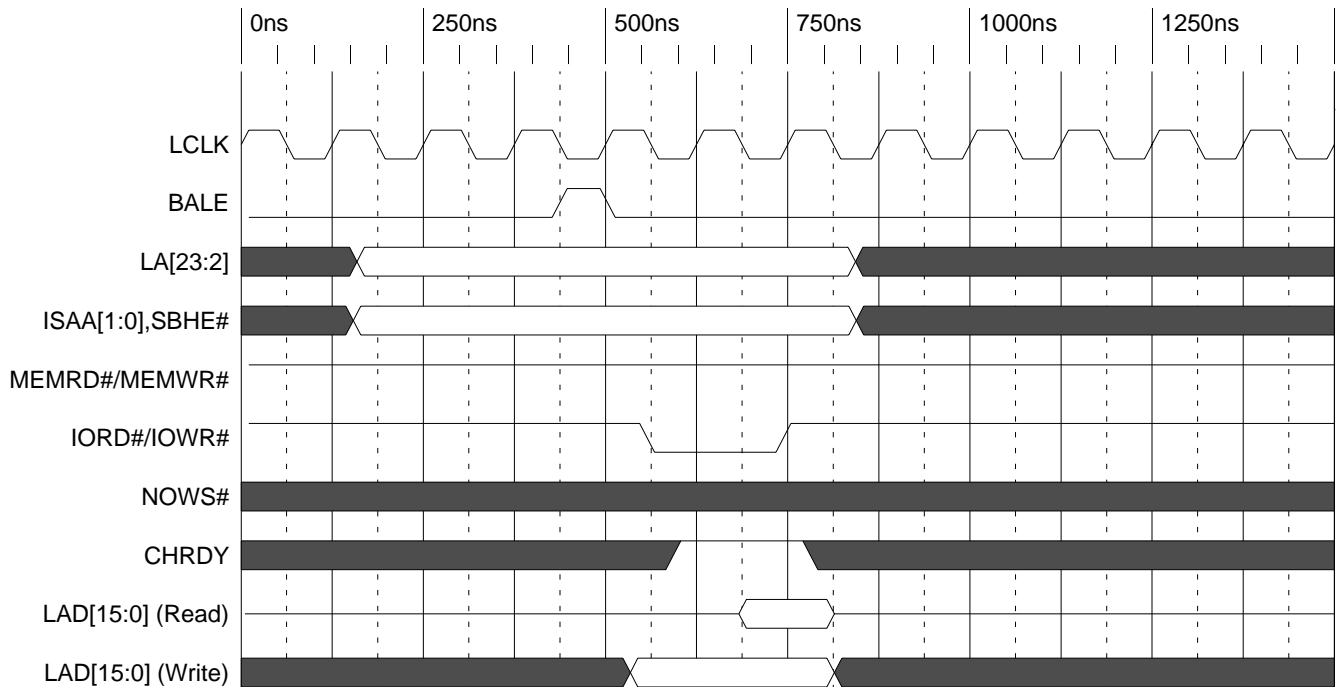 0ns 250ns 500ns 750ns 1000ns 1250ns
LCLK
BALE
LA[23:2]
ISAA[1:0],SBHE#
MEMRD#/MEMWR#
IORD#/IOWR#
NOWS#
CHRDY
LAD[15:0] (Read)
LAD[15:0] (Write)